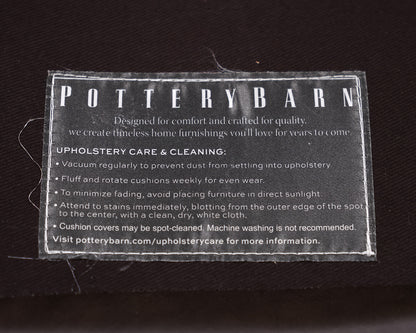 POTTERYBARN
Designed for comfort and crafted for quality,
we create timeless home furnishings you'll love for years to come
UPHOLSTERY CARE & CLEANING:
• Vacuum regularly to prevent dust from settling into upholstery.
• Fluff and rotate cushions weekly for even wear.
• To minimize fading, avoid placing furniture in direct sunlight.
• Attend to stains immediately, blotting from the outer edge of the spot
to the center, with a clean, dry, white cloth.
• Cushion covers may be spot-cleaned. Machine washing is not recommended.
Visit potterybarn.com/upholsterycare for more information.